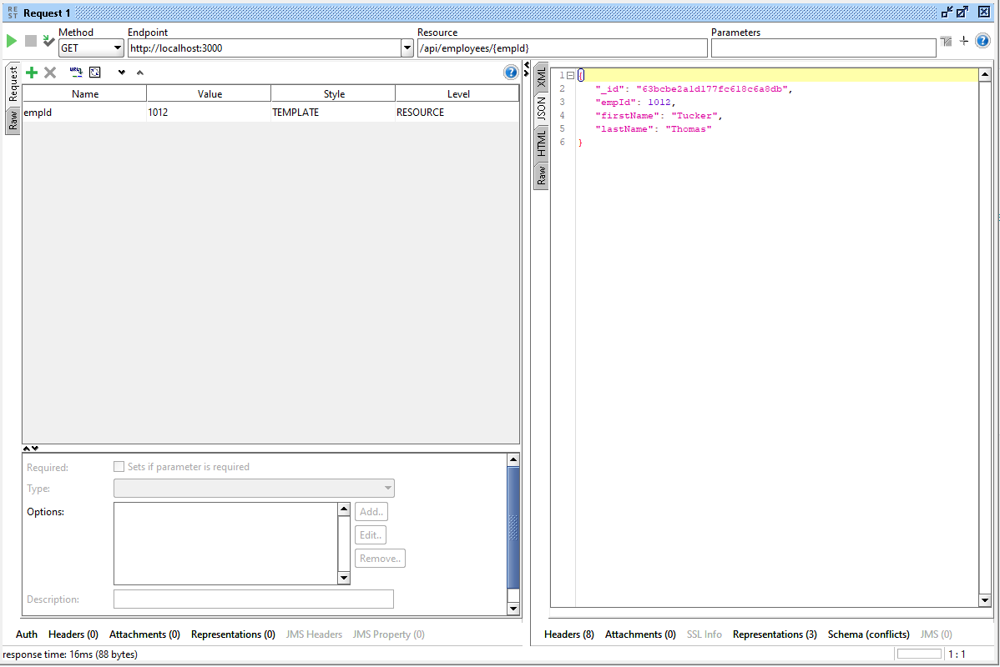 RE
ST
Request 1
Method
Endpoint
Resource
Parameters
GET
http://localhost:3000
/api/employees/{empId}
Request
Raw
Name Value Style Level
empId 1012 TEMPLATE RESOURCE
Required:
Sets if parameter is required
Type:
Options:
Add..
Edit..
Remove..
Description:
Auth Headers (0) Attachments (0) Representations (0) JMS Headers JMS Property (0)
XML
JSON
HTML
Raw
1 {
2 "_id": "63bcbe2a1d177fc618c6a8db",
3 "empId": 1012,
4 "firstName": "Tucker",
5 "lastName": "Thomas"
6 }
Headers (8) Attachments (0) SSL Info Representations (3) Schema (conflicts) JMS (0)
response time: 16ms (88 bytes)
1 : 1